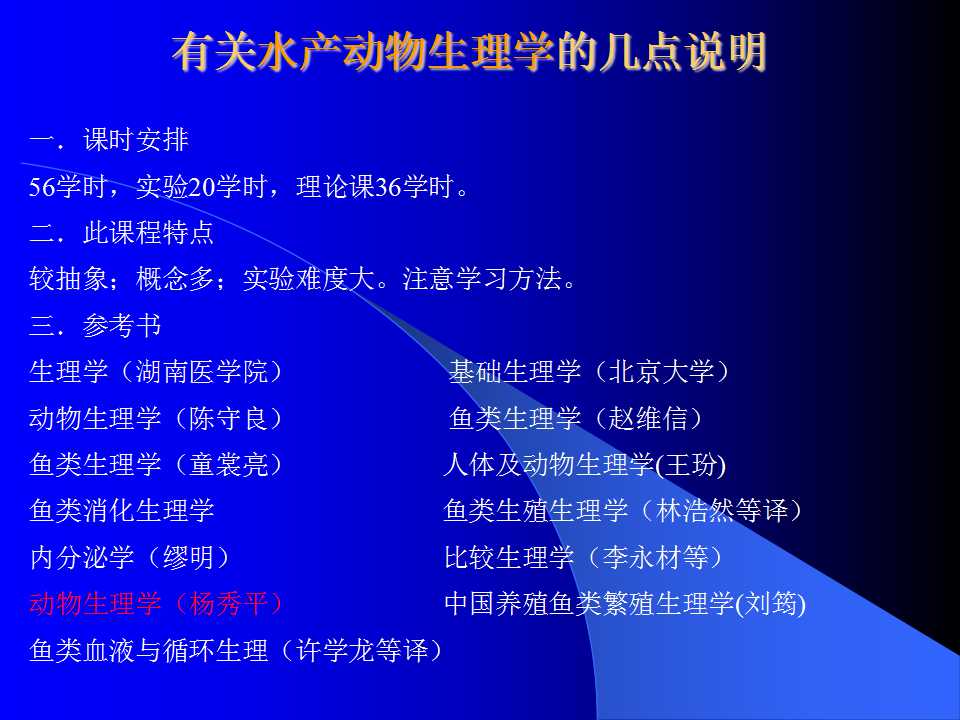 有关水产动物生理学的几点说明
一．课时安排
56学时，实验20学时，理论课36学时。
二．此课程特点
较抽象；概念多；实验难度大。注意学习方法。
三．参考书
生理学（湖南医学院） 基础生理学（北京大学）
动物生理学（陈守良） 鱼类生理学（赵维信）
鱼类生理学（童裳亮） 人体及动物生理学(王玢)
鱼类消化生理学 鱼类生殖生理学（林浩然等译）
内分泌学（缪明） 比较生理学（李永材等）
动物生理学（杨秀平） 中国养殖鱼类繁殖生理学(刘筠)
鱼类血液与循环生理（许学龙等译）